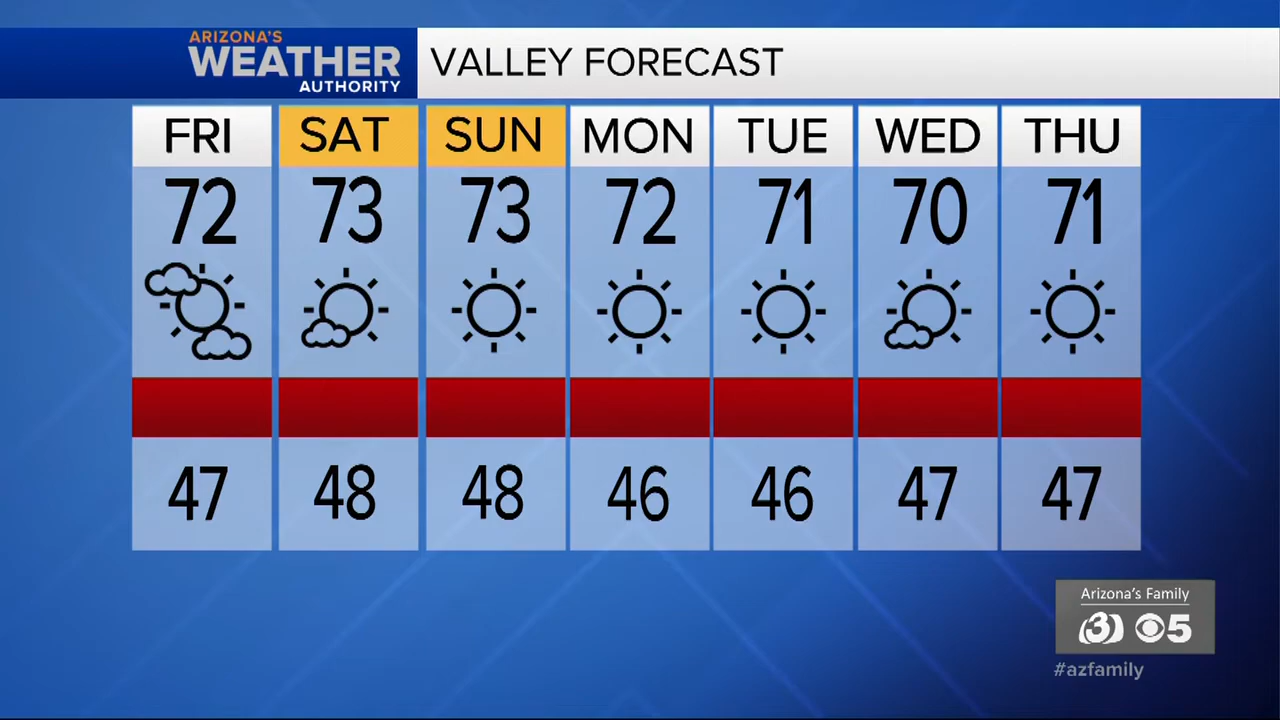 ARIZONA'S
WEATHER
AUTHORITY
VALLEY FORECAST
FRI SAT SUN MON TUE WED THU
72 73 73 72 71 70 71
47 48 48 46 46 47 47
Arizona's Family
3 5
#azfamily